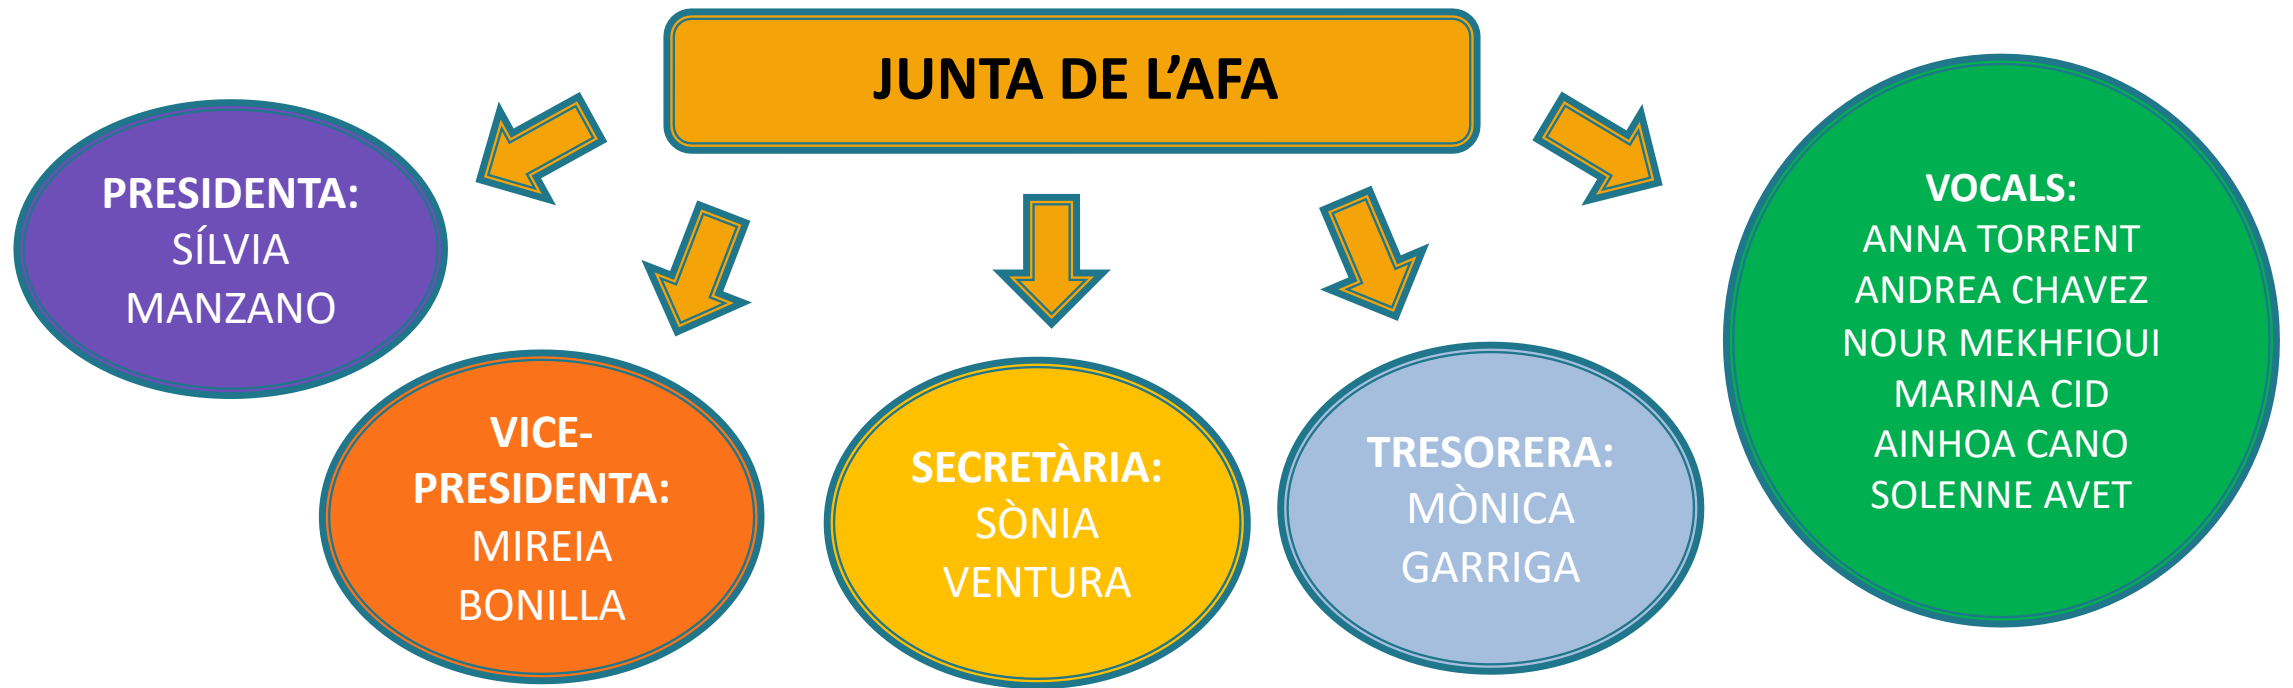 JUNTA DE L’AFA
PRESIDENTA:
SÍLVIA
MANZANO
VICE-
PRESIDENTA:
MIREIA
BONILLA
SECRETÀRIA:
SÒNIA
VENTURA
TRESORERA:
MÒNICA
GARRIGA
VOCALS:
ANNA TORRENT
ANDREA CHAVEZ
NOUR MEKHFIOUI
MARINA CID
AINHOA CANO
SOLENNE AVET